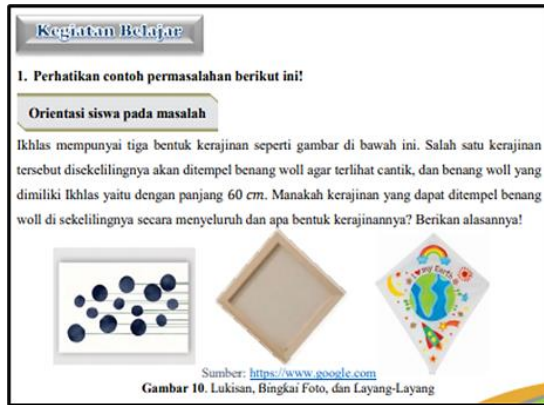 Kegiatan Belajar
1. Perhatikan contoh permasalahan berikut ini!
Orientasi siswa pada masalah
Ikhlas mempunyai tiga bentuk kerajinan seperti gambar di bawah ini. Salah satu kerajinan
tersebut disekelilingnya akan ditempel benang woll agar terlihat cantik, dan benang woll yang
dimiliki Ikhlas yaitu dengan panjang 60 cm. Manakah kerajinan yang dapat ditempel benang
woll di sekelilingnya secara menyeluruh dan apa bentuk kerajinannya? Berikan alasannya!
I ♥ my Earth
Sumber: https://www.google.com
Gambar 10. Lukisan, Bingkai Foto, dan Layang-Layang